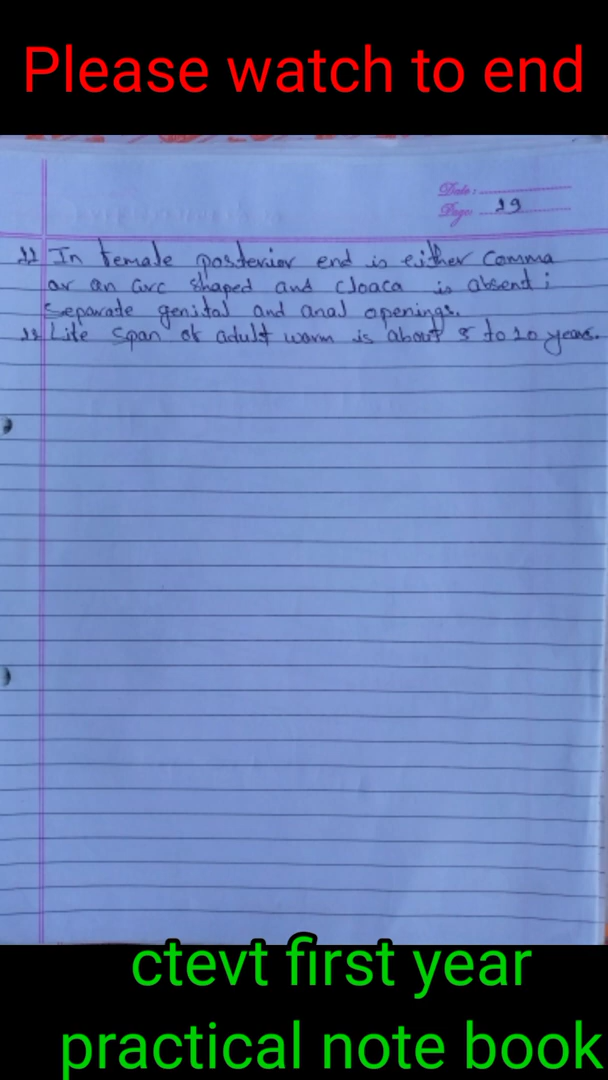 Please watch to end
Date:
Page: 19
11 In female posterior end is either Comma
or an arc shaped and cloaca is absent;
Separate genital and anal openings.
Life span of adult worm is about 5 to 10 years.
ctevt first year
practical note book